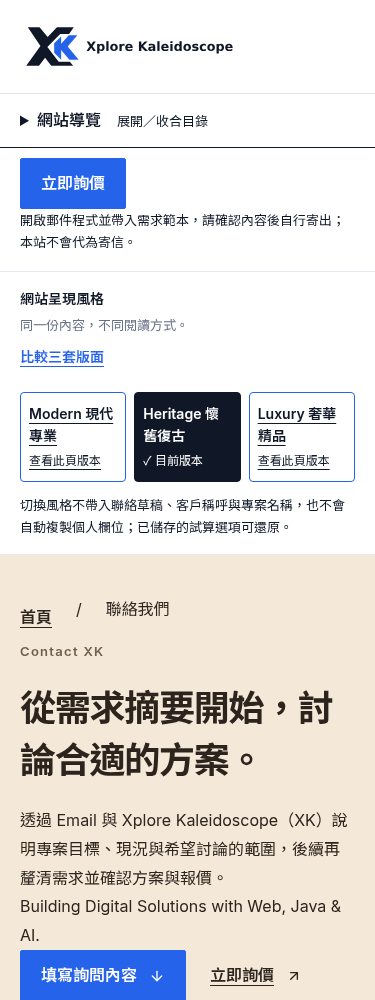 Xplore Kaleidoscope
▶ 網站導覽 展開／收合目錄
立即詢價
開啟郵件程式並帶入需求範本，請確認內容後自行寄出；
本站不會代為寄信。
網站呈現風格
同一份內容，不同閱讀方式。
比較三套版面
Modern 現代
專業
查看此頁版本
Heritage 懷
舊復古
✓ 目前版本
Luxury 奢華
精品
查看此頁版本
切換風格不帶入聯絡草稿、客戶稱呼與專案名稱，也不會
自動複製個人欄位；已儲存的試算選項可還原。
首頁 / 聯絡我們
Contact XK
從需求摘要開始，討
論合適的方案。
透過 Email 與 Xplore Kaleidoscope（XK）說
明專案目標、現況與希望討論的範圍，後續再
釐清需求並確認方案與報價。
Building Digital Solutions with Web, Java &
AI.
填寫詢問內容 ↓ 立即詢價 ↗